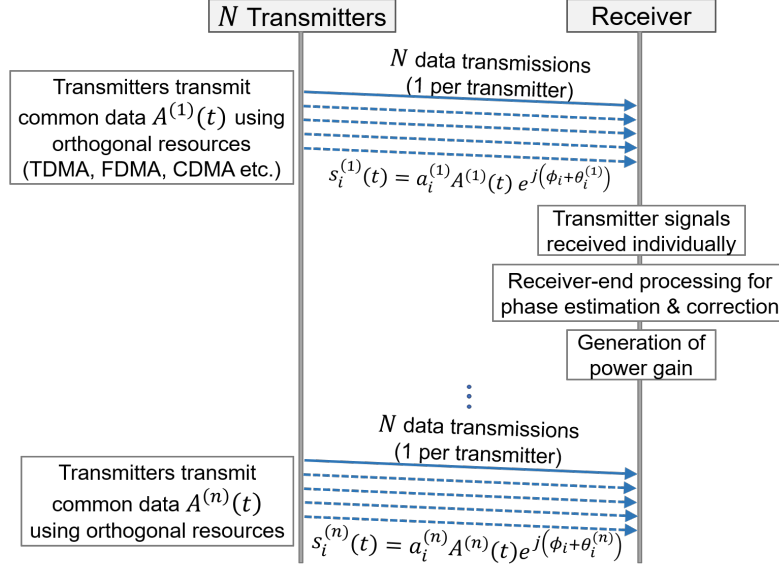 N Transmitters
Receiver
Transmitters transmit
common data A^{(1)}(t) using
orthogonal resources
(TDMA, FDMA, CDMA etc.)
N data transmissions
(1 per transmitter)
s_i^{(1)}(t) = a_i^{(1)} A^{(1)}(t) e^{j(ϕ_i+θ_i^{(1)})}
Transmitter signals
received individually
Receiver-end processing for
phase estimation & correction
Generation of
power gain
N data transmissions
(1 per transmitter)
Transmitters transmit
common data A^{(n)}(t)
using orthogonal resources
s_i^{(n)}(t) = a_i^{(n)} A^{(n)}(t) e^{j(ϕ_i+θ_i^{(n)})}